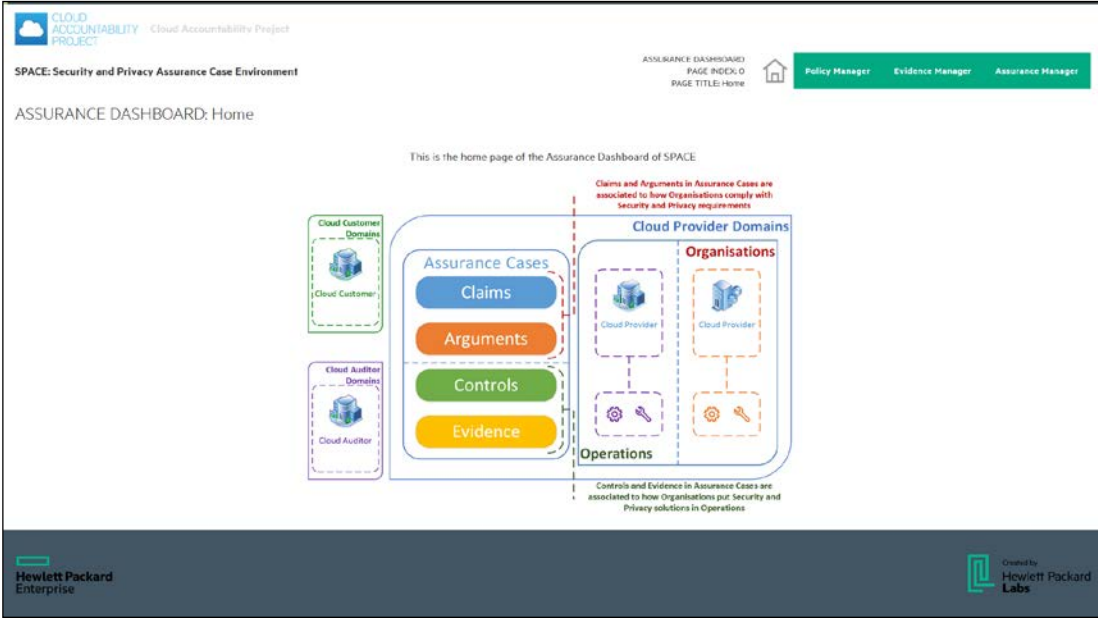 CLOUD
ACCOUNTABILITY
PROJECT
Cloud Accountability Project
SPACE: Security and Privacy Assurance Case Environment
ASSURANCE DASHBOARD
PAGE INDEX: 0
PAGE TITLE: Home
Policy Manager
Evidence Manager
Assurance Manager
ASSURANCE DASHBOARD: Home
This is the home page of the Assurance Dashboard of SPACE
Claims and Arguments in Assurance Cases are
associated to how Organisations comply with
Security and Privacy requirements
Cloud Customer
Domains
Cloud Customer
Cloud Auditor
Domains
Cloud Auditor
Cloud Provider Domains
Assurance Cases
Claims
Arguments
Controls
Evidence
Organisations
Cloud Provider
Cloud Provider
Operations
Controls and Evidence in Assurance Cases are
associated to how Organisations put Security and
Privacy solutions in Operations
Hewlett Packard
Enterprise
Created by
Hewlett Packard
Labs